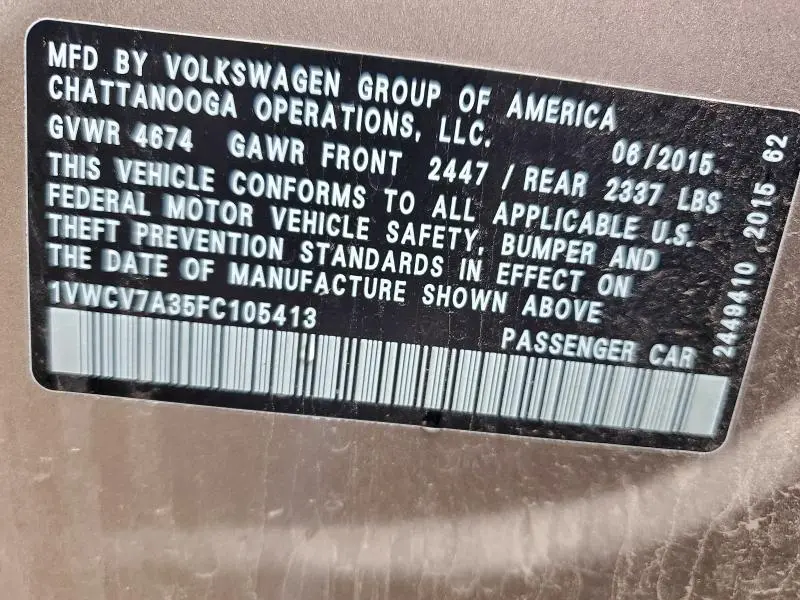 MFD BY VOLKSWAGEN GROUP OF AMERICA
CHATTANOOGA OPERATIONS, LLC. 06/2015
GVWR 4674 GAWR FRONT 2447 / REAR 2337 LBS
THIS VEHICLE CONFORMS TO ALL APPLICABLE U.S.
FEDERAL MOTOR VEHICLE SAFETY, BUMPER AND
THEFT PREVENTION STANDARDS IN EFFECT ON
THE DATE OF MANUFACTURE SHOWN ABOVE
1VWCV7A35FC105413 PASSENGER CAR
2449410 2015 62